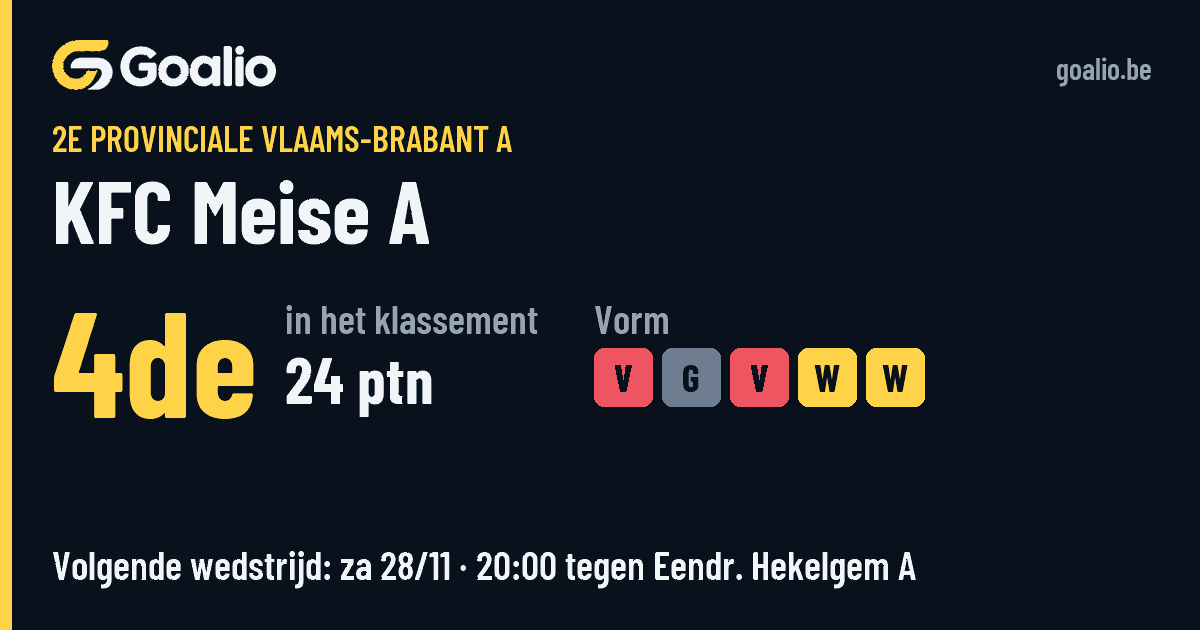 Goalio
goalio.be
2E PROVINCIALE VLAAMS-BRABANT A
KFC Meise A
4de
in het klassement
24 ptn
Vorm
V G V W W
Volgende wedstrijd: za 28/11 · 20:00 tegen Eendr. Hekelgem A